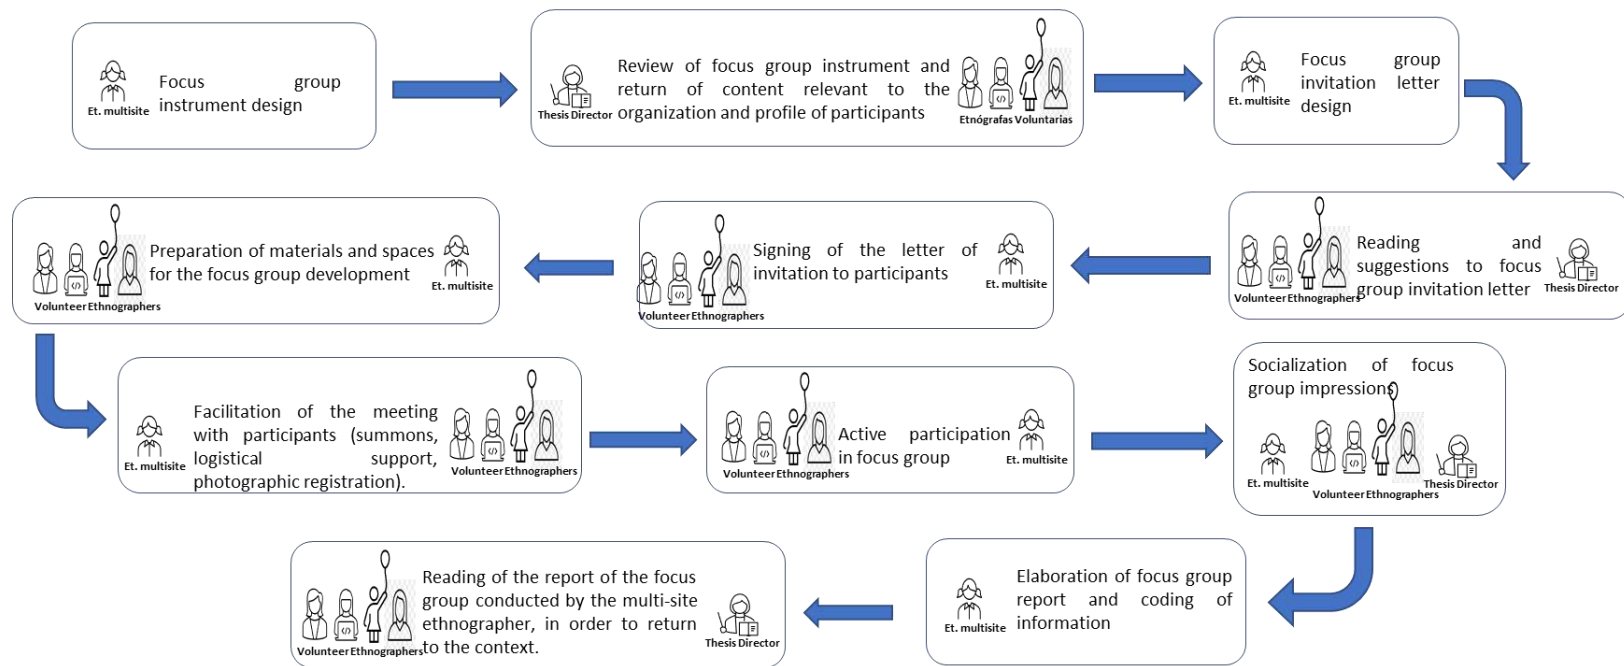 Focus group
instrument design
Et. multisite
Review of focus group instrument and
return of content relevant to the
organization and profile of participants
Thesis Director
Etnógrafas Voluntarias
Focus group
invitation letter
design
Et. multisite
Reading and
suggestions to focus
group invitation letter
Volunteer Ethnographers
Thesis Director
Signing of the letter of
invitation to participants
Volunteer Ethnographers
Et. multisite
Preparation of materials and spaces
for the focus group development
Volunteer Ethnographers
Et. multisite
Facilitation of the meeting
with participants (summons,
logistical support,
photographic registration).
Et. multisite
Volunteer Ethnographers
Active participation
in focus group
Volunteer Ethnographers
Et. multisite
Socialization of focus
group impressions
Et. multisite
Volunteer Ethnographers
Thesis Director
Elaboration of focus group
report and coding of
information
Et. multisite
Reading of the report of the focus
group conducted by the multi-site
ethnographer, in order to return
to the context.
Volunteer Ethnographers
Thesis Director